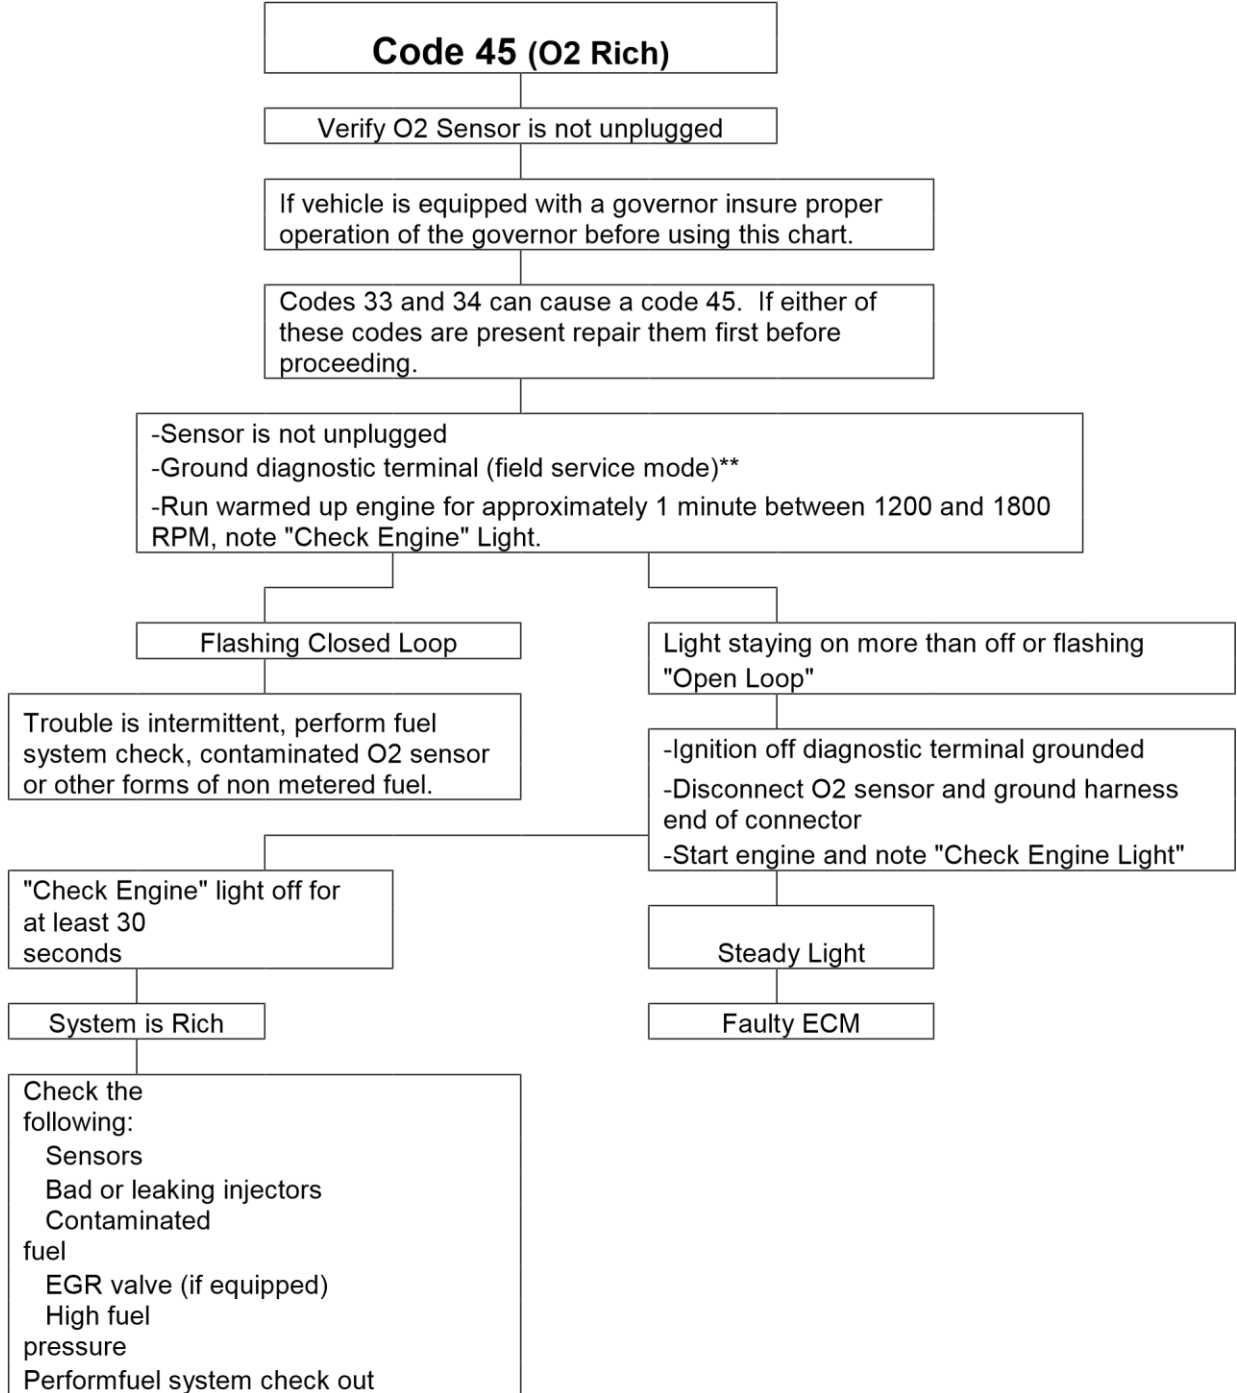 Code 45 (O2 Rich)
Verify O2 Sensor is not unplugged
If vehicle is equipped with a governor insure proper
operation of the governor before using this chart.
Codes 33 and 34 can cause a code 45.  If either of
these codes are present repair them first before
proceeding.
-Sensor is not unplugged
-Ground diagnostic terminal (field service mode)**
-Run warmed up engine for approximately 1 minute between 1200 and 1800
RPM, note "Check Engine" Light.
Flashing Closed Loop
Trouble is intermittent, perform fuel
system check, contaminated O2 sensor
or other forms of non metered fuel.
Light staying on more than off or flashing
"Open Loop"
-Ignition off diagnostic terminal grounded
-Disconnect O2 sensor and ground harness
end of connector
-Start engine and note "Check Engine Light"
"Check Engine" light off for
at least 30
seconds
System is Rich
Check the
following:
Sensors
Bad or leaking injectors
Contaminated
fuel
EGR valve (if equipped)
High fuel
pressure
Performfuel system check out
Steady Light
Faulty ECM